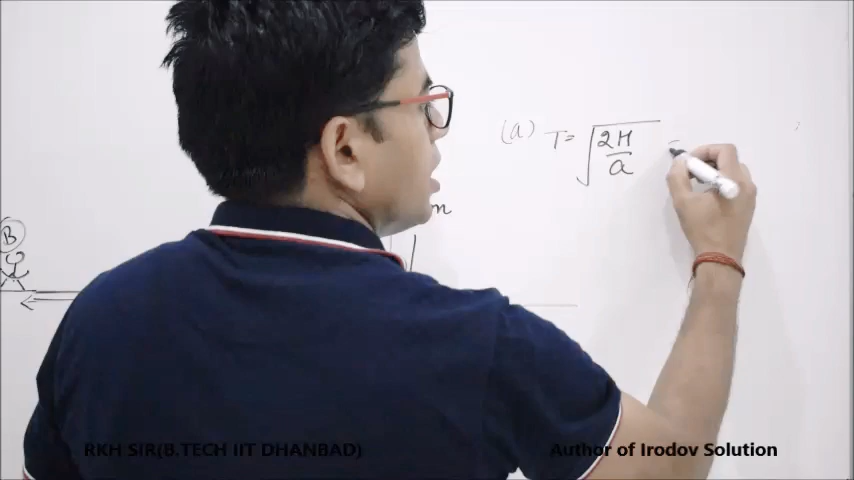 (a) T = √(2H/a) =
m
B
RKH SIR(B.TECH IIT DHANBAD)
Author of Irodov Solution